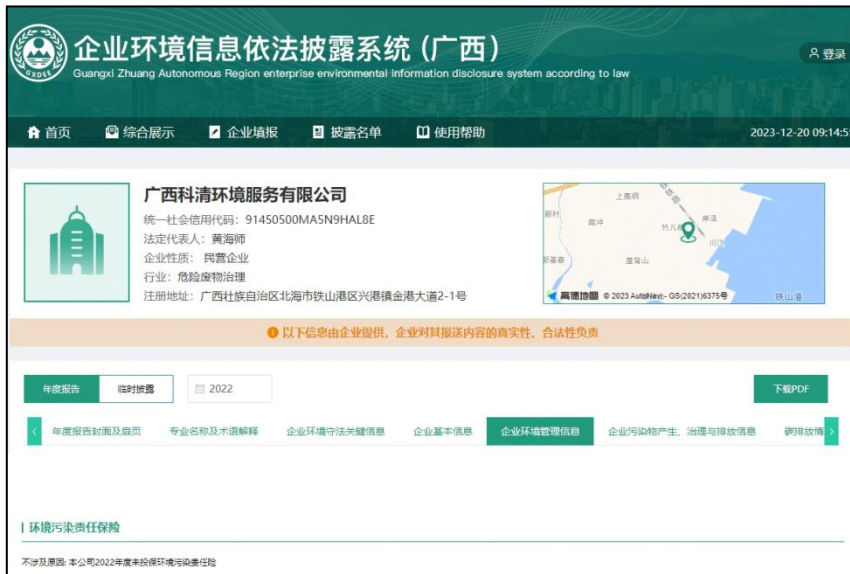 企业环境信息依法披露系统 (广西)
Guangxi Zhuang Autonomous Region enterprise environmental information disclosure system according to law
GXDEE
登录
首页 综合展示 企业填报 披露名单 使用帮助 2023-12-20 09:14:5
广西科清环境服务有限公司
统一社会信用代码: 91450500MA5N9HAL8E
法定代表人: 黄海师
企业性质: 民营企业
行业: 危险废物治理
注册地址: 广西壮族自治区北海市铁山港区兴港镇金港大道2-1号
上高垌
新村
南冲
竹儿根
川江
屋背山
高德地图 © 2023 AutoNavi - GS(2021)6375号
铁山港
以下信息由企业提供，企业对其报送内容的真实性、合法性负责
年度报告 临时披露 2022 下载PDF
年度报告封面及扉页 专业名称及术语解释 企业环境守法关键信息 企业基本信息 企业环境管理信息 企业污染物产生、治理与排放信息 碳排放情
环境污染责任保险
不涉及原因: 本公司2022年度未投保环境污染责任险